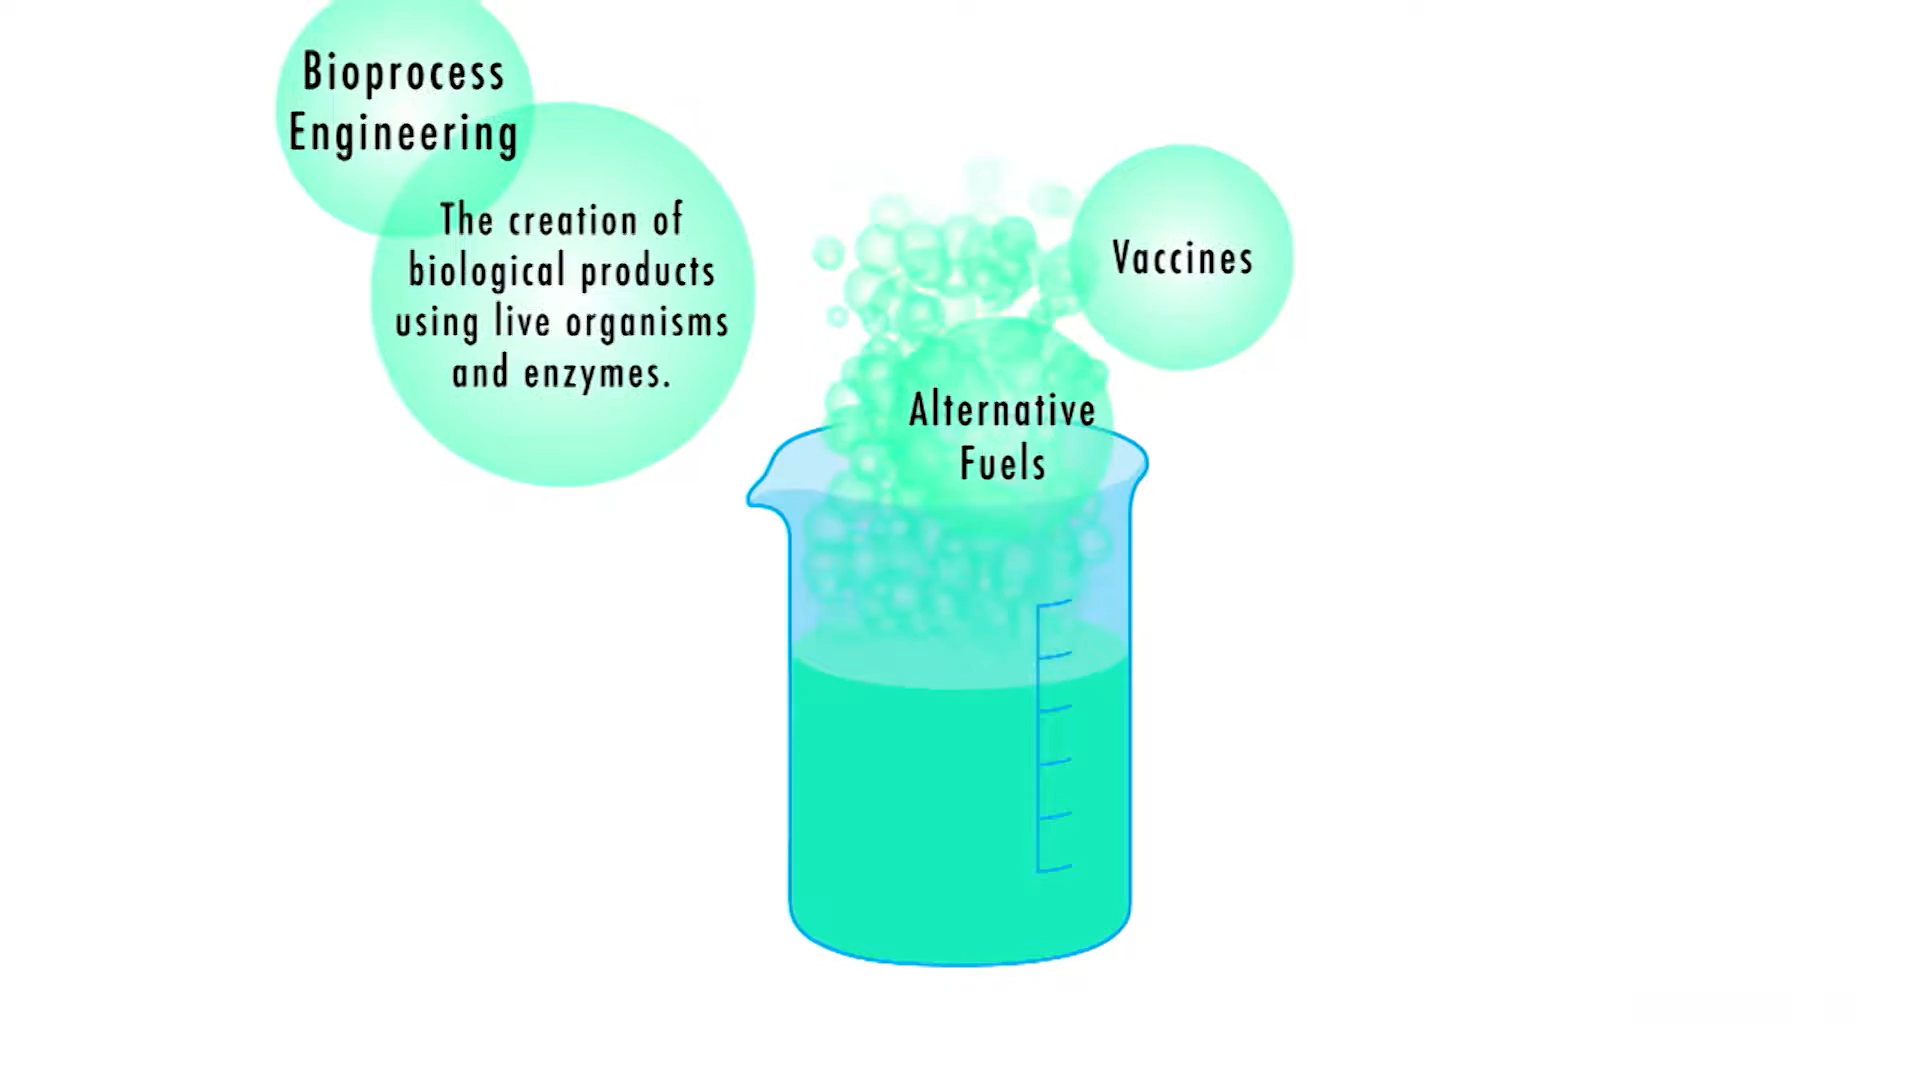 Bioprocess
Engineering
The creation of
biological products
using live organisms
and enzymes.
Vaccines
Alternative
Fuels